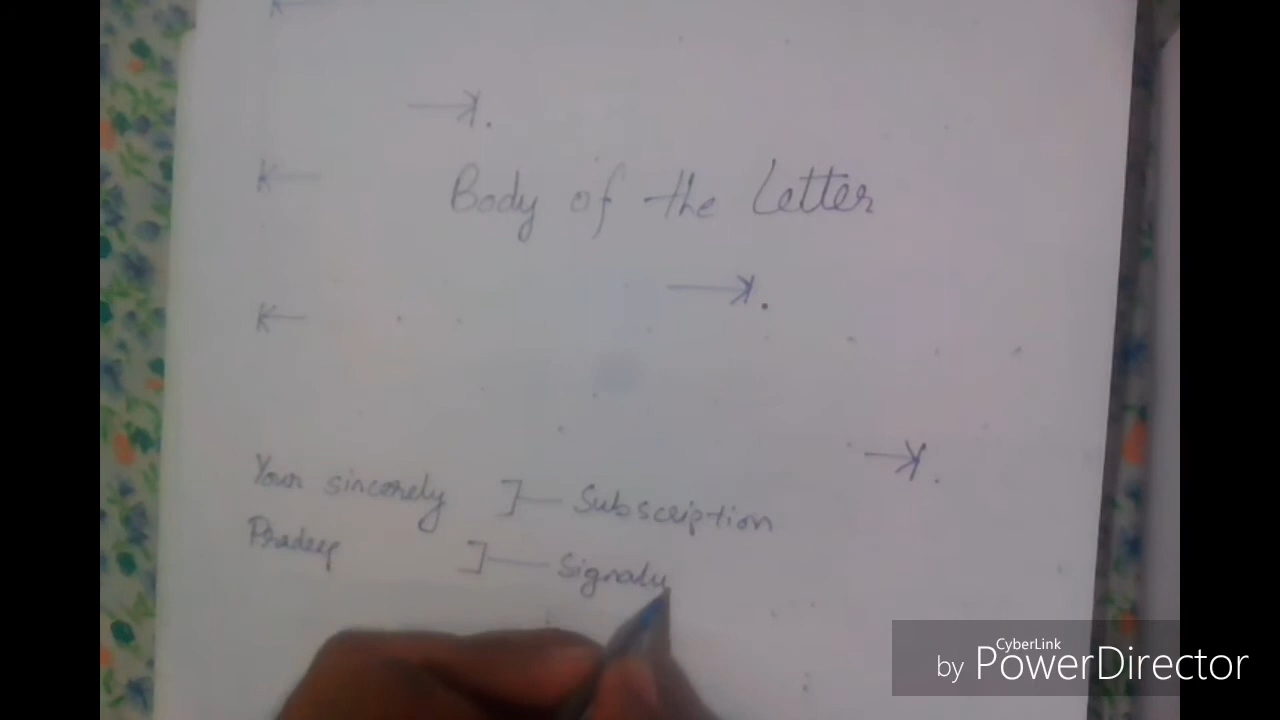 Body of the Letter
Your sincerely ]— Subscription
Pradeep ]— Signatu
CyberLink
by PowerDirector